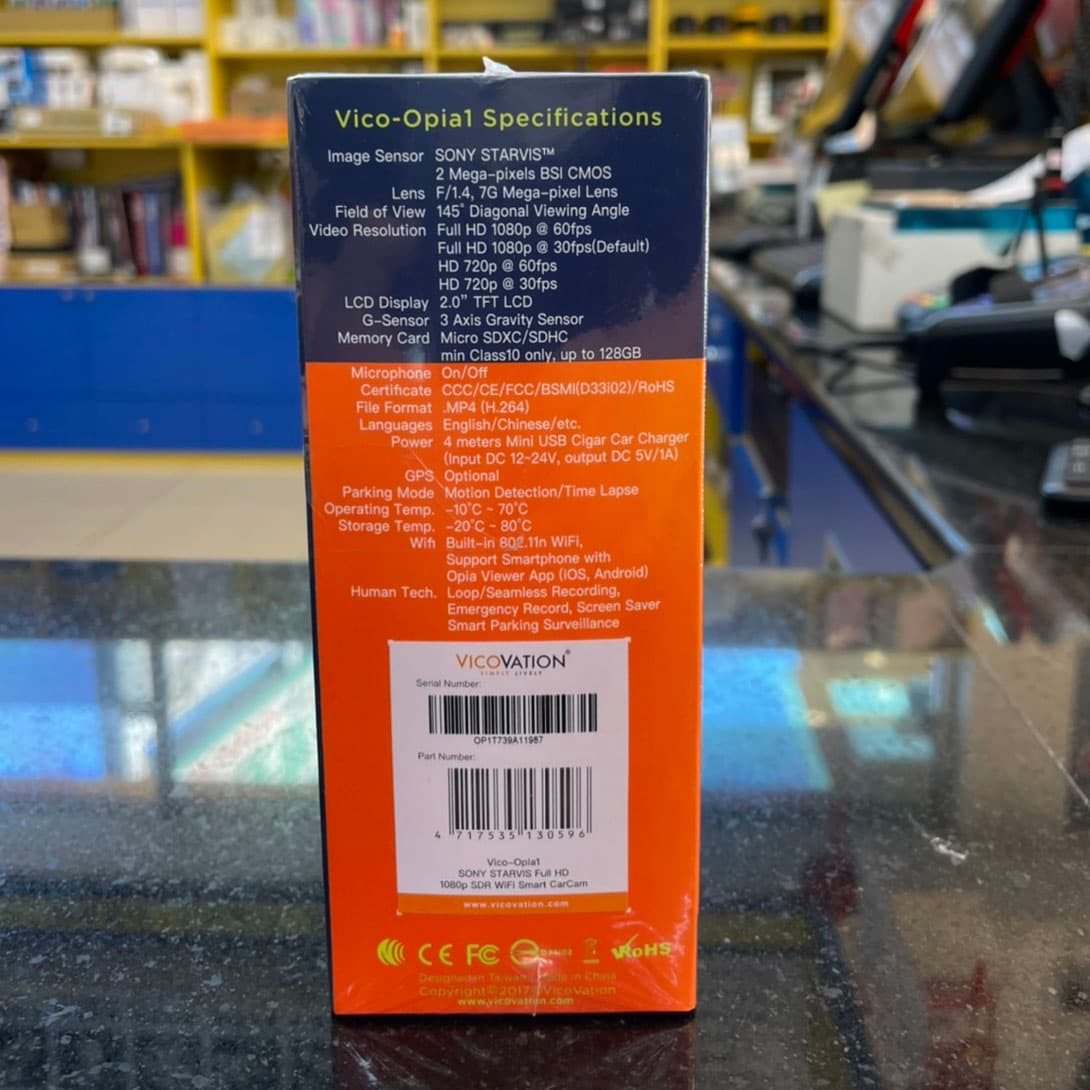 Vico-Opia1 Specifications
Image Sensor SONY STARVIS™
2 Mega-pixels BSI CMOS
Lens F/1.4, 7G Mega-pixel Lens
Field of View 145° Diagonal Viewing Angle
Video Resolution Full HD 1080p @ 60fps
Full HD 1080p @ 30fps(Default)
HD 720p @ 60fps
HD 720p @ 30fps
LCD Display 2.0” TFT LCD
G-Sensor 3 Axis Gravity Sensor
Memory Card Micro SDXC/SDHC
min Class10 only, up to 128GB
Microphone On/Off
Certificate CCC/CE/FCC/BSMI(D33I02)/RoHS
File Format .MP4 (H.264)
Languages English/Chinese/etc.
Power 4 meters Mini USB Cigar Car Charger
(Input DC 12~24V, output DC 5V/1A)
GPS Optional
Parking Mode Motion Detection/Time Lapse
Operating Temp. -10°C ~ 70°C
Storage Temp. -20°C ~ 80°C
Wifi Built-in 802.11n WiFi,
Support Smartphone with
Opia Viewer App (iOS, Android)
Human Tech. Loop/Seamless Recording,
Emergency Record, Screen Saver
Smart Parking Surveillance
VICOVATION®
SIMPLY LIVELY
Serial Number:
OP1T739A11987
Part Number:
4 717535 130596
Vico-Opia1
SONY STARVIS Full HD
1080p SDR WiFi Smart CarCam
www.vicovation.com
CE FC RoHS
Designed in Taiwan Made in China
Copyright©2017 VicoVation
www.vicovation.com